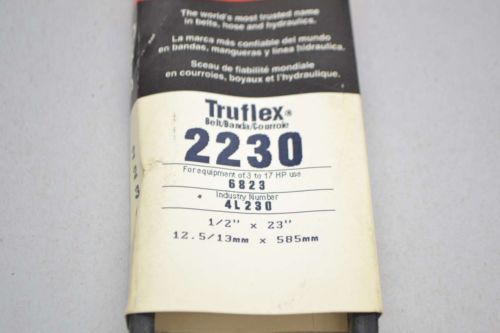 The world's most trusted name
in belts, hose and hydraulics.
La marca más confiable del mundo
en bandas, mangueras y linea hidraulica.
Sceau de fiabilité mondiale
en courroies, boyaux et l'hydraulique.
Truflex®
Belt/Banda/Courroie
2230
For equipment of 3 to 17 HP use
6823
Industry Number
4L230
1/2" x 23"
12.5/13mm x 585mm